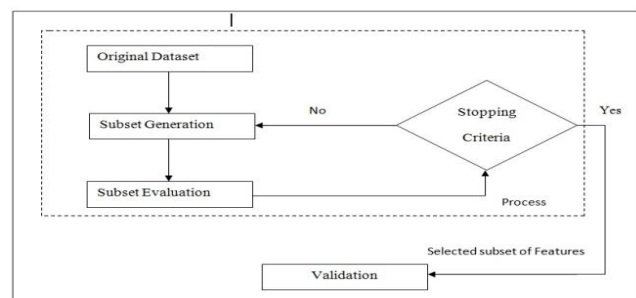 Original Dataset
Subset Generation
Subset Evaluation
No
Stopping
Criteria
Yes
Process
Selected subset of Features
Validation